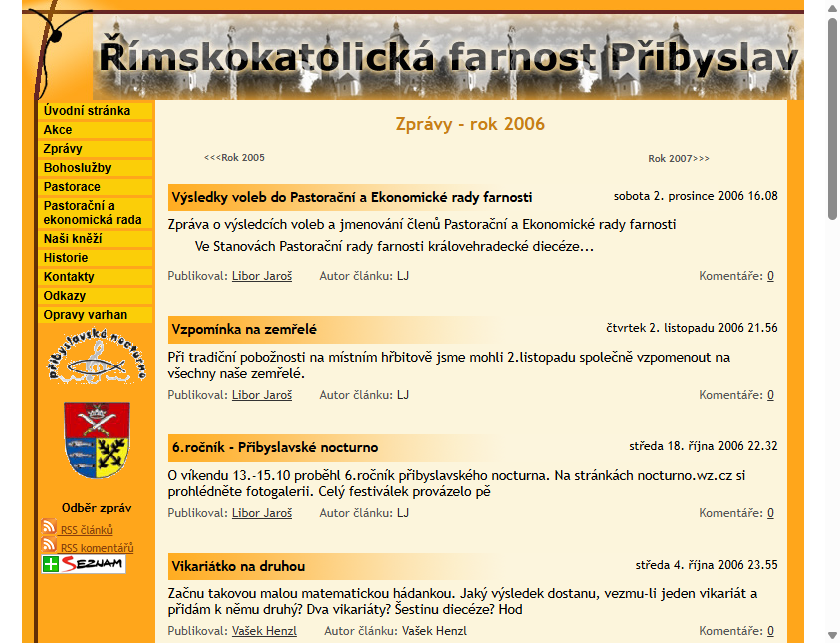 Římskokatolická farnost Přibyslav
Úvodní stránka
Akce
Zprávy
Bohoslužby
Pastorace
Pastorační a
ekonomická rada
Naši kněží
Historie
Kontakty
Odkazy
Opravy varhan
přibyslavské nocturno
Odběr zpráv
RSS článků
RSS komentářů
SEZNAM
Zprávy - rok 2006
<<<Rok 2005 Rok 2007>>>
Výsledky voleb do Pastorační a Ekonomické rady farnosti sobota 2. prosince 2006 16.08
Zpráva o výsledcích voleb a jmenování členů Pastorační a Ekonomické rady farnosti
Ve Stanovách Pastorační rady farnosti královehradecké diecéze...
Publikoval: Libor Jaroš Autor článku: LJ Komentáře: 0
Vzpomínka na zemřelé čtvrtek 2. listopadu 2006 21.56
Při tradiční pobožnosti na místním hřbitově jsme mohli 2.listopadu společně vzpomenout na
všechny naše zemřelé.
Publikoval: Libor Jaroš Autor článku: LJ Komentáře: 0
6.ročník - Přibyslavské nocturno středa 18. října 2006 22.32
O víkendu 13.-15.10 proběhl 6.ročník přibyslavského nocturna. Na stránkách nocturno.wz.cz si
prohlédněte fotogalerii. Celý festiválek provázelo pě
Publikoval: Libor Jaroš Autor článku: LJ Komentáře: 0
Vikariátko na druhou středa 4. října 2006 23.55
Začnu takovou malou matematickou hádankou. Jaký výsledek dostanu, vezmu-li jeden vikariát a
přidám k němu druhý? Dva vikariáty? Šestinu diecéze? Hod
Publikoval: Vašek Henzl Autor článku: Vašek Henzl Komentáře: 0